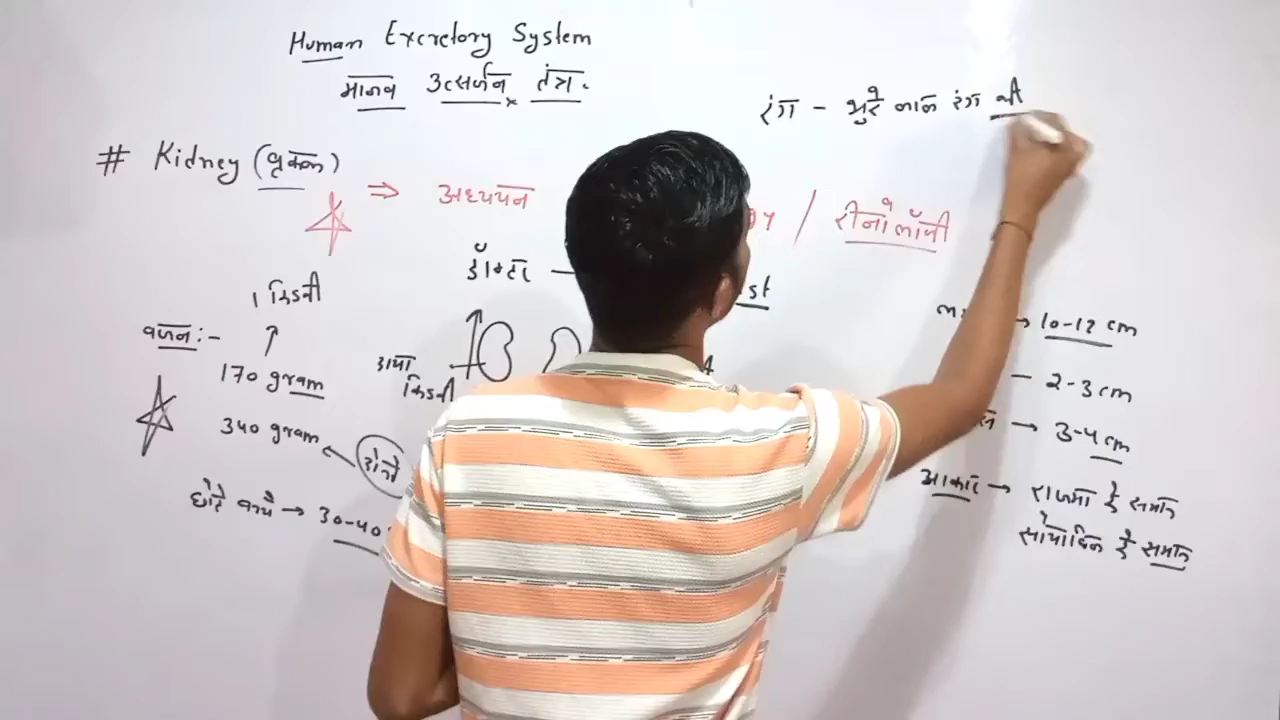 Human Excretory System
मानव उत्सर्जन तंत्र
रंग - भुरे लाल रंग की
# Kidney (वृक्क)
⇒ अध्ययन / रीनोलॉजी
डॉक्टर — st
1 किडनी
वजन :-
170 gram
340 gram ← दोनो
छोटे बच्चे → 30-40
दाया
किडनी
→ 10-12 cm
— 2-3 cm
→ 3-4 cm
आकार → राजमा के समान
सोयाबिन के समान